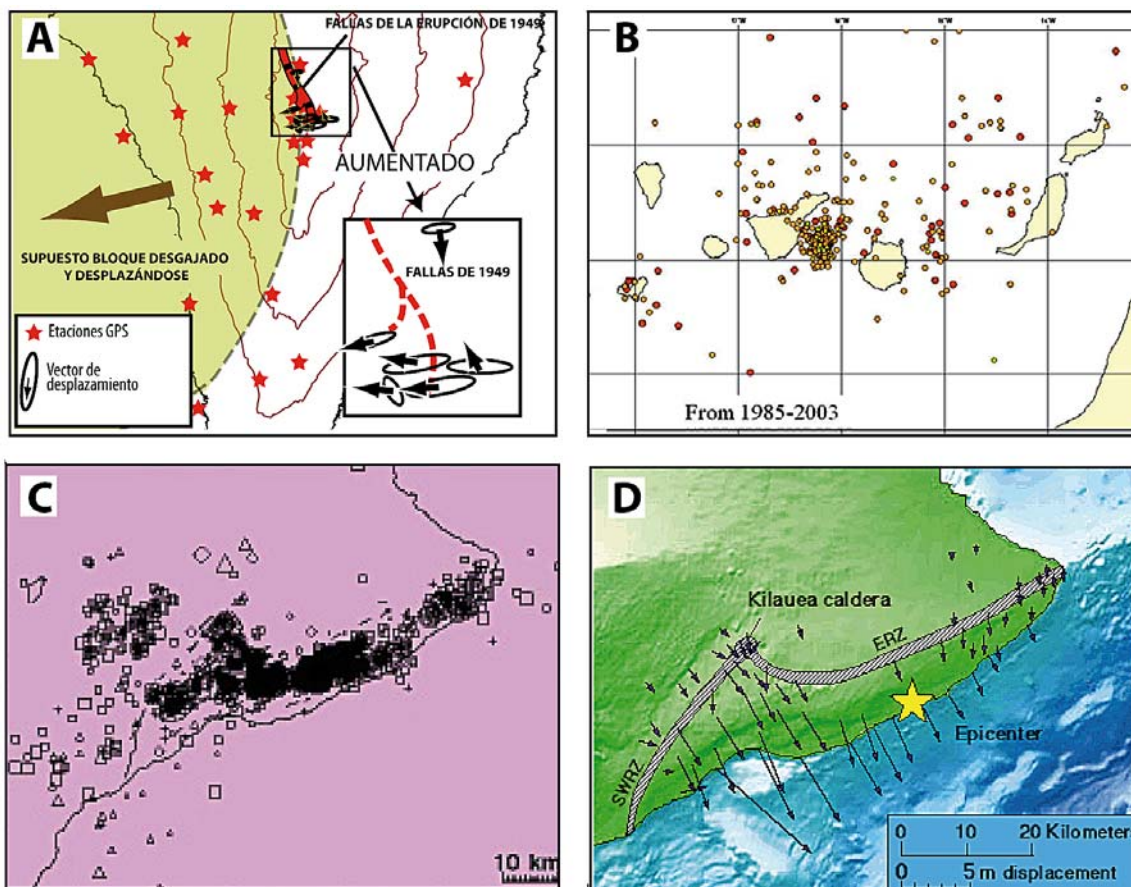 A
FALLAS DE LA ERUPCIÓN DE 1949
AUMENTADO
SUPUESTO BLOQUE DESGAJADO
Y DESPLAZÁNDOSE
FALLAS DE 1949
Etaciones GPS
Vector de
desplazamiento
B
From 1985-2003
C
10 km
D
Kilauea caldera
ERZ
SWRZ
Epicenter
0 10 20 Kilometers
0 5 m displacement